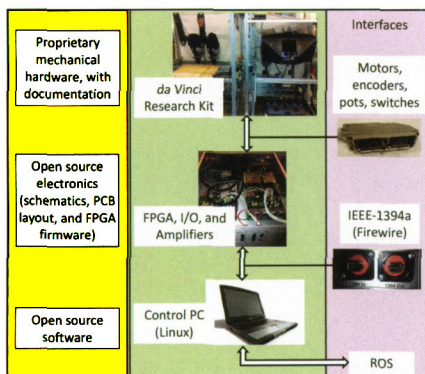 Proprietary
mechanical
hardware, with
documentation
Open source
electronics
(schematics, PCB
layout, and FPGA
firmware)
Open source
software
da Vinci
Research Kit
FPGA, I/O, and
Amplifiers
Control PC
(Linux)
Interfaces
Motors,
encoders,
pots, switches
IEEE-1394a
(Firewire)
ROS